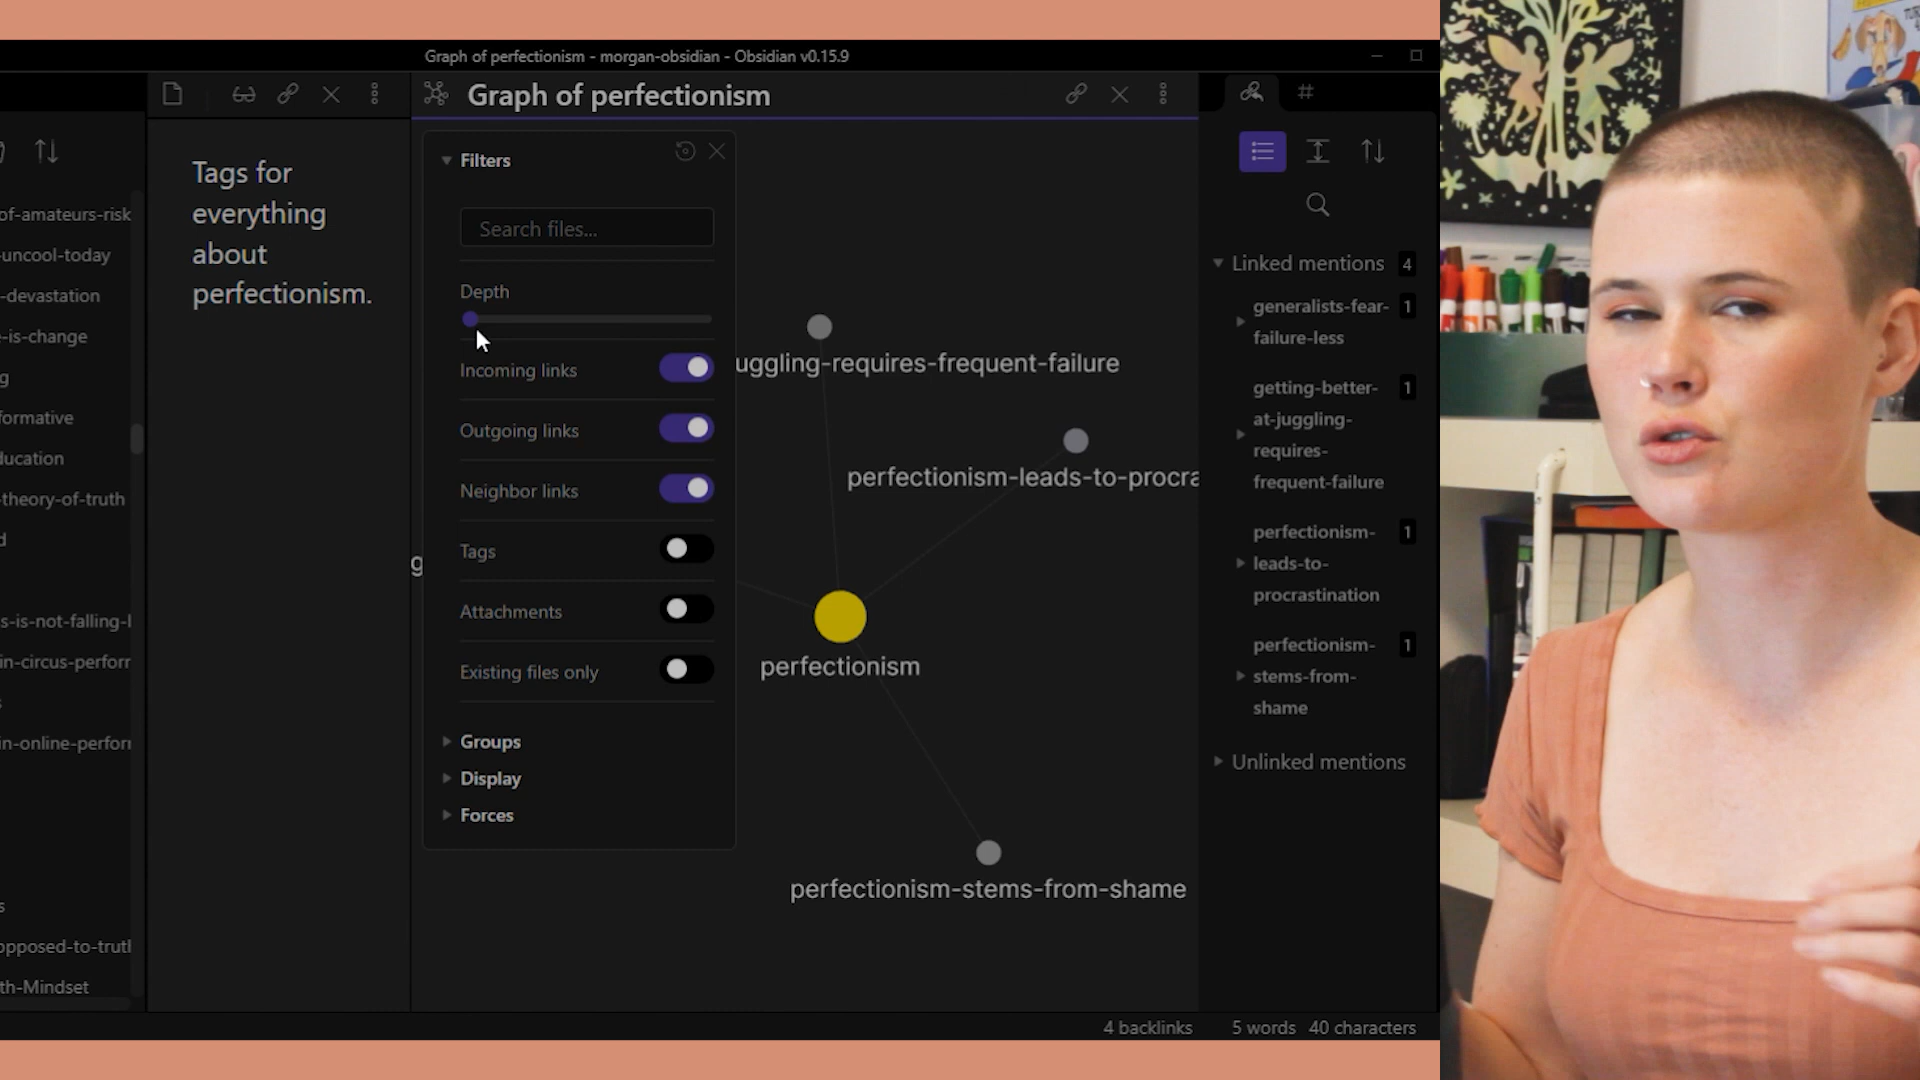 Graph of perfectionism - morgan-obsidian - Obsidian v0.15.9
of-amateurs-risk
-uncool-today
-devastation
-is-change
g
formative
ducation
-theory-of-truth
d
s-is-not-falling-l
in-circus-perforr
s
in-online-perforr
s
opposed-to-truth
th-Mindset
Tags for
everything
about
perfectionism.
Graph of perfectionism
Filters
Search files...
Depth
Incoming links
Outgoing links
Neighbor links
Tags
Attachments
Existing files only
Groups
Display
Forces
g
uggling-requires-frequent-failure
perfectionism-leads-to-procra
perfectionism
perfectionism-stems-from-shame
Linked mentions 4
generalists-fear- 1
failure-less
getting-better- 1
at-juggling-
requires-
frequent-failure
perfectionism- 1
leads-to-
procrastination
perfectionism- 1
stems-from-
shame
Unlinked mentions
4 backlinks 5 words 40 characters